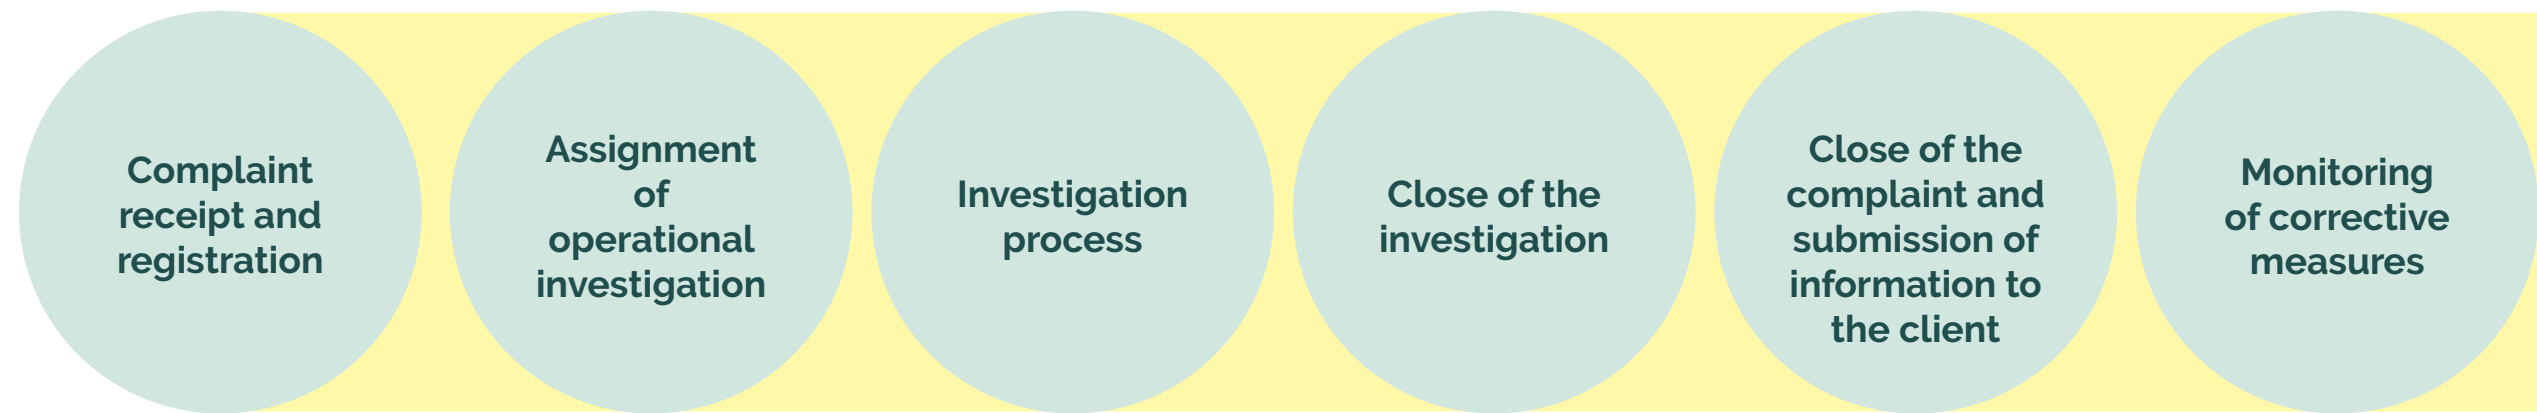 Complaint
receipt and
registration
Assignment
of
operational
investigation
Investigation
process
Close of the
investigation
Close of the
complaint and
submission of
information to
the client
Monitoring
of corrective
measures